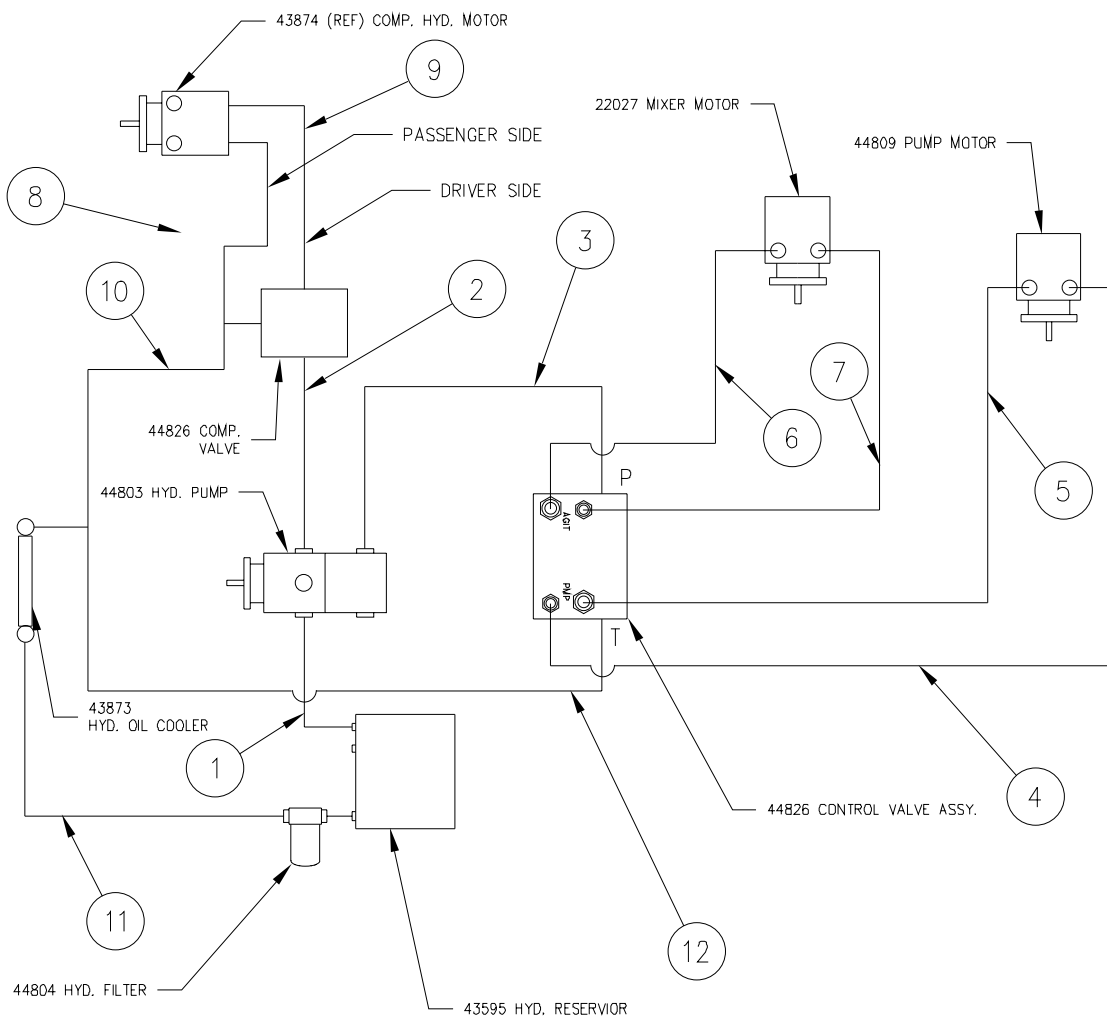 43874 (REF) COMP. HYD. MOTOR
9
PASSENGER SIDE
DRIVER SIDE
8
10
2
3
22027 MIXER MOTOR
44809 PUMP MOTOR
7
6
5
44826 COMP.
VALVE
44803 HYD. PUMP
P
AGIT
PMP
T
43873
HYD. OIL COOLER
1
4
44826 CONTROL VALVE ASSY.
11
12
44804 HYD. FILTER
43595 HYD. RESERVIOR